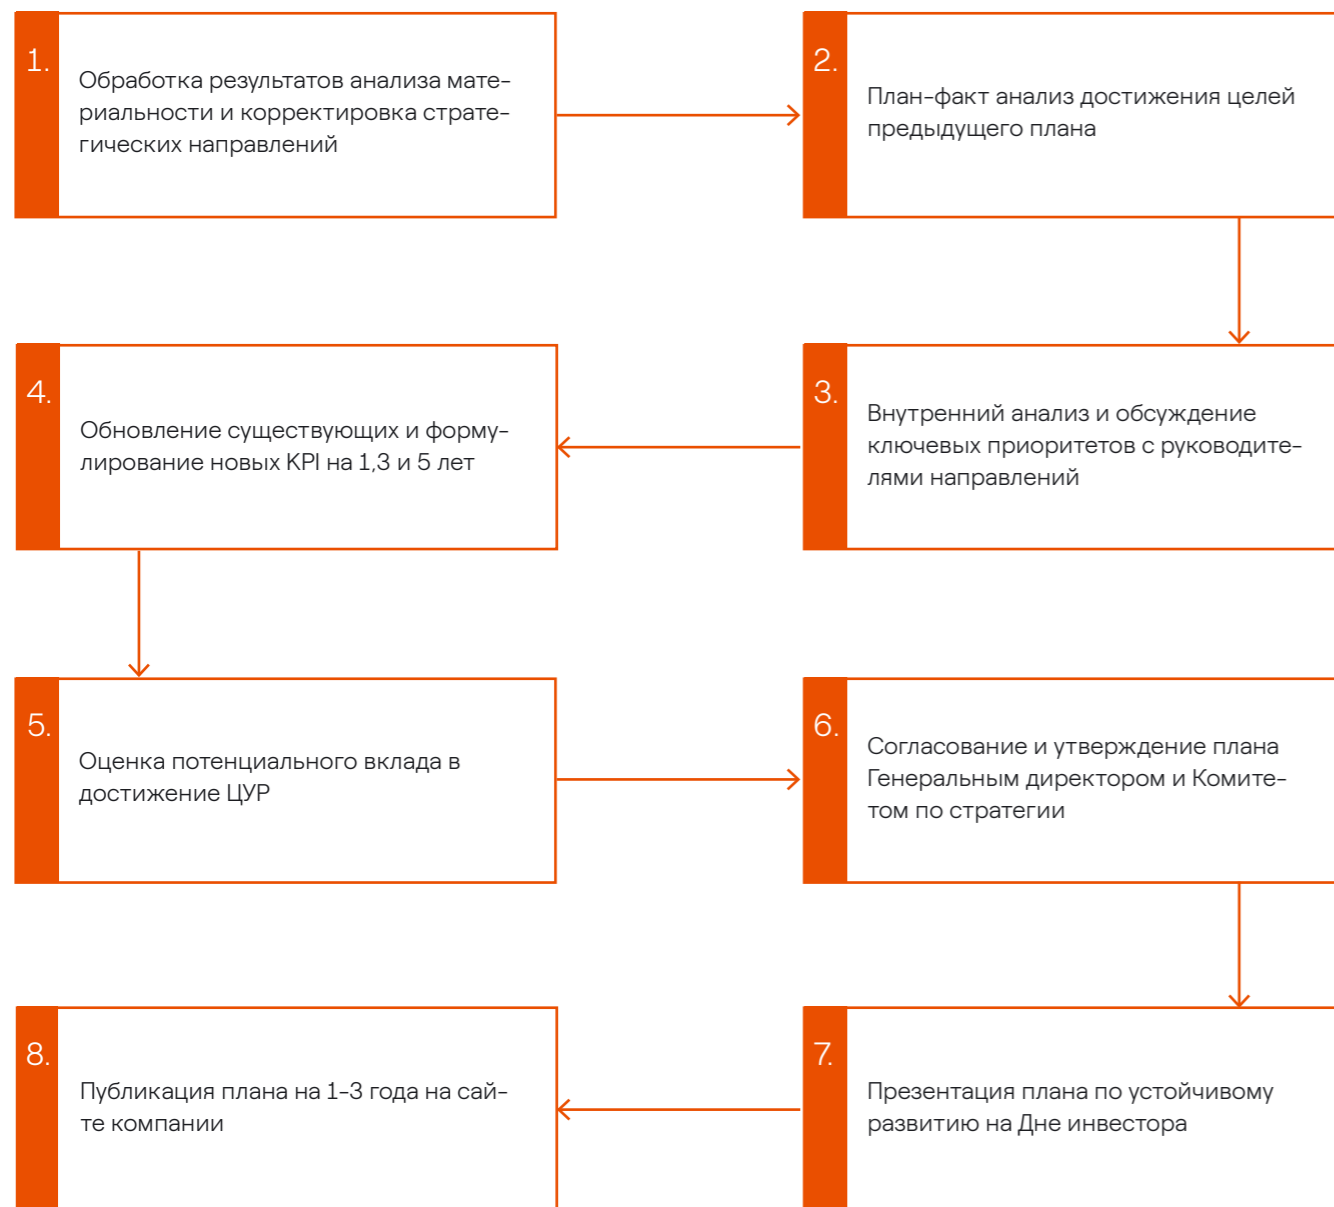 1.
Обработка результатов анализа мате-
риальности и корректировка страте-
гических направлений
2.
План-факт анализ достижения целей
предыдущего плана
3.
Внутренний анализ и обсуждение
ключевых приоритетов с руководите-
лями направлений
4.
Обновление существующих и форму-
лирование новых KPI на 1,3 и 5 лет
5.
Оценка потенциального вклада в
достижение ЦУР
6.
Согласование и утверждение плана
Генеральным директором и Комите-
том по стратегии
7.
Презентация плана по устойчивому
развитию на Дне инвестора
8.
Публикация плана на 1-3 года на сай-
те компании